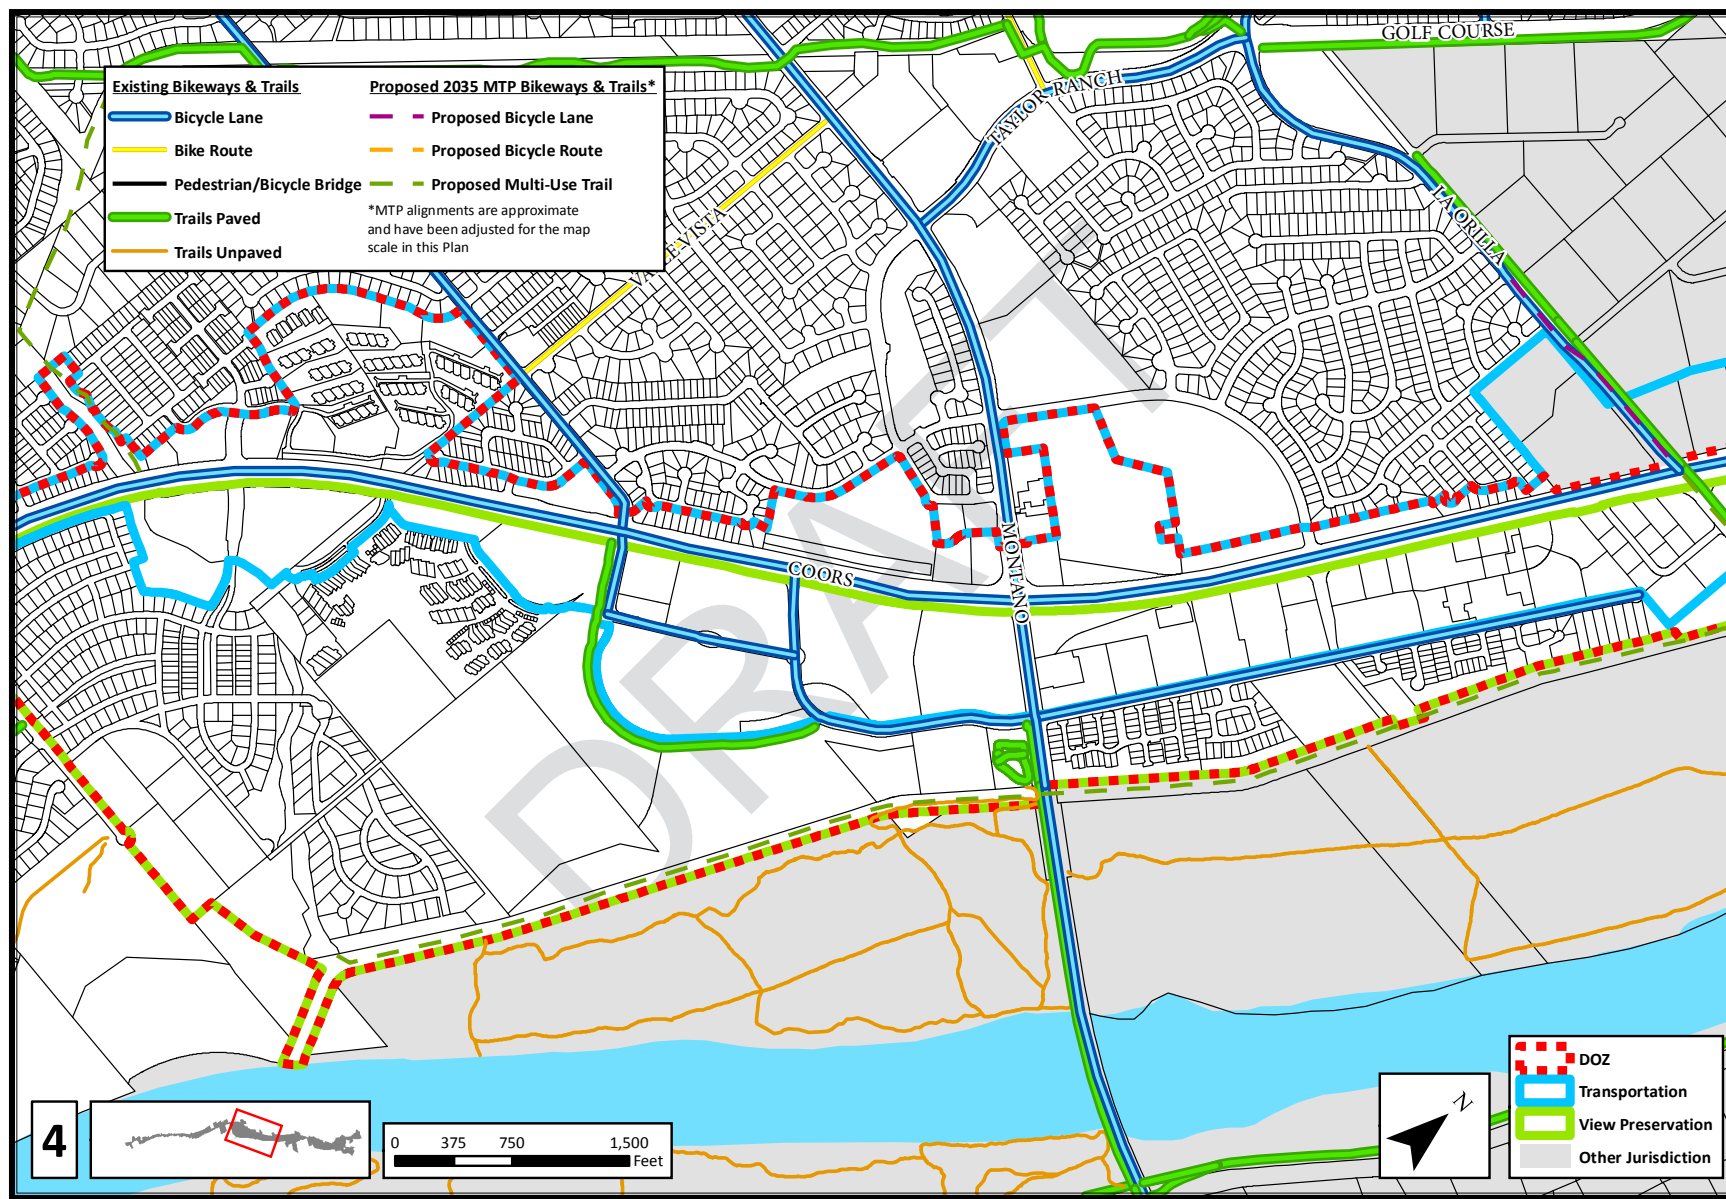 GOLF COURSE
Existing Bikeways & Trails
Proposed 2035 MTP Bikeways & Trails*
Bicycle Lane
Proposed Bicycle Lane
Bike Route
Proposed Bicycle Route
Pedestrian/Bicycle Bridge
Proposed Multi-Use Trail
Trails Paved
*MTP alignments are approximate
and have been adjusted for the map
scale in this Plan
Trails Unpaved
TAYLOR RANCH
LA ORILLA
VALLE VISTA
COORS
MONTANO
DRAFT
4
0 375 750 1,500
Feet
N
DOZ
Transportation
View Preservation
Other Jurisdiction